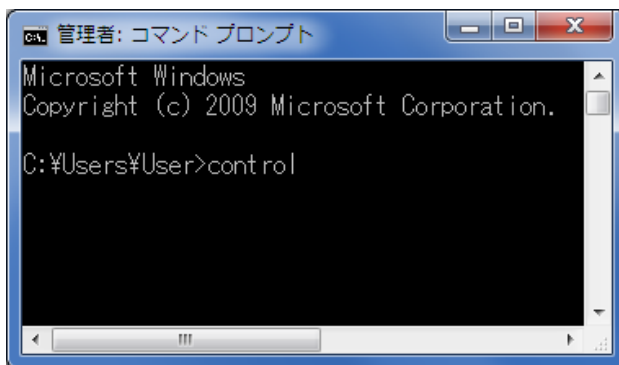 管理者: コマンド プロンプト
Microsoft Windows
Copyright (c) 2009 Microsoft Corporation.
C:¥Users¥User>control